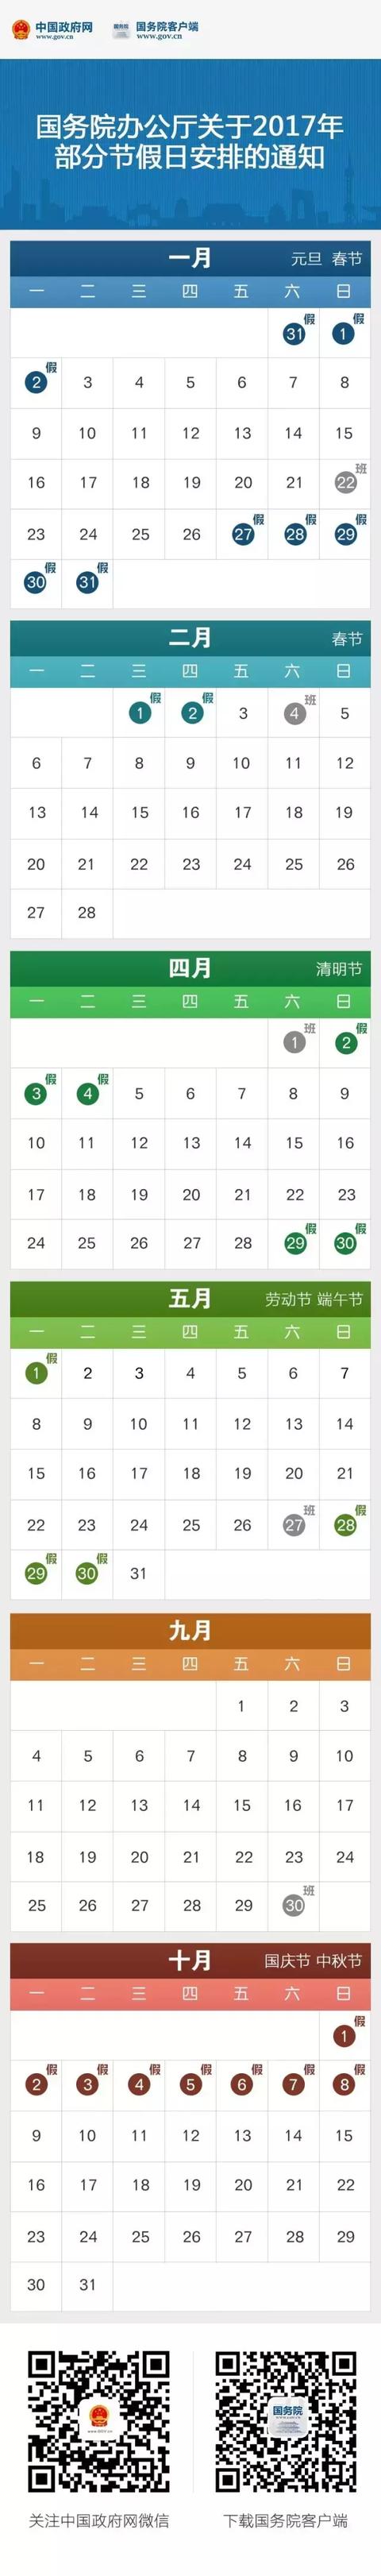 中国政府网 国务院客户端
www.gov.cn www.gov.cn
国务院办公厅关于2017年
部分节假日安排的通知
一月 元旦 春节
一 二 三 四 五 六 日
31 假 1 假
2 假 3 4 5 6 7 8
9 10 11 12 13 14 15
16 17 18 19 20 21 22 班
23 24 25 26 27 假 28 假 29 假
30 假 31 假
二月 春节
一 二 三 四 五 六 日
1 假 2 假 3 4 班 5
6 7 8 9 10 11 12
13 14 15 16 17 18 19
20 21 22 23 24 25 26
27 28
四月 清明节
一 二 三 四 五 六 日
1 班 2 假
3 假 4 假 5 6 7 8 9
10 11 12 13 14 15 16
17 18 19 20 21 22 23
24 25 26 27 28 29 假 30 假
五月 劳动节 端午节
一 二 三 四 五 六 日
1 假 2 3 4 5 6 7
8 9 10 11 12 13 14
15 16 17 18 19 20 21
22 23 24 25 26 27 班 28 假
29 假 30 假 31
九月
一 二 三 四 五 六 日
1 2 3
4 5 6 7 8 9 10
11 12 13 14 15 16 17
18 19 20 21 22 23 24
25 26 27 28 29 30 班
十月 国庆节 中秋节
一 二 三 四 五 六 日
1 假
2 假 3 假 4 假 5 假 6 假 7 假 8 假
9 10 11 12 13 14 15
16 17 18 19 20 21 22
23 24 25 26 27 28 29
30 31
国务院
关注中国政府网微信 下载国务院客户端